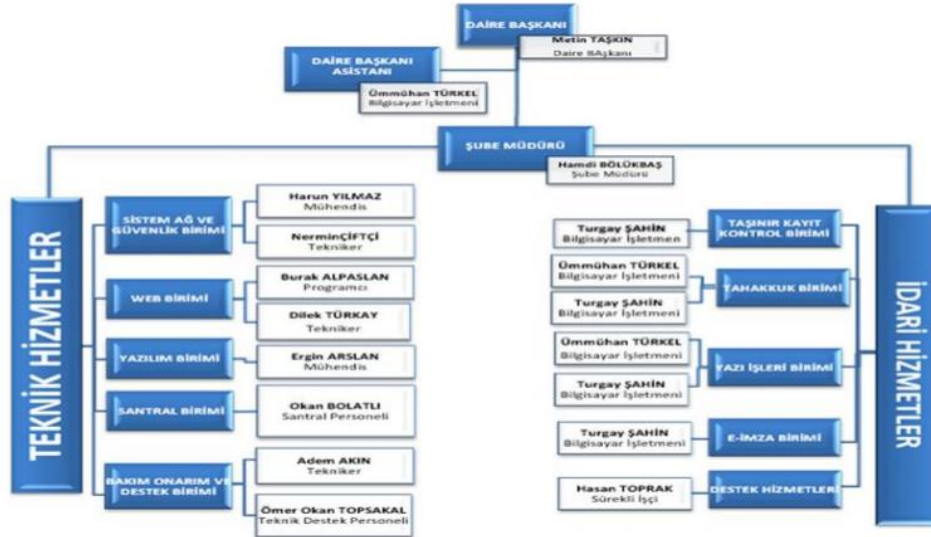 DAİRE BAŞKANI
Metin TAŞKIN
Daire BAşkanı
DAİRE BAŞKANI
ASİSTANI
Ümmühan TÜRKEL
Bilgisayar İşletmeni
ŞUBE MÜDÜRÜ
Hamdi BÖLÜKBAŞ
Şube Müdürü
TEKNİK HİZMETLER
SİSTEM AĞ VE
GÜVENLİK BİRİMİ
Harun YILMAZ
Mühendis
NerminÇİFTÇİ
Tekniker
WEB BİRİMİ
Burak ALPASLAN
Programcı
Dilek TÜRKAY
Tekniker
YAZILIM BİRİMİ
Ergin ARSLAN
Mühendis
SANTRAL BİRİMİ
Okan BOLATLI
Santral Personeli
BAKIM ONARIM VE
DESTEK BİRİMİ
Adem AKIN
Tekniker
Ömer Okan TOPSAKAL
Teknik Destek Personeli
İDARİ HİZMETLER
TAŞINIR KAYIT
KONTROL BİRİMİ
Turgay ŞAHİN
Bilgisayar İşletmen
TAHAKKUK BİRİMİ
Ümmühan TÜRKEL
Bilgisayar İşletmeni
Turgay ŞAHİN
Bilgisayar İşletmeni
YAZI İŞLERİ BİRİMİ
Ümmühan TÜRKEL
Bilgisayar İşletmeni
Turgay ŞAHİN
Bilgisayar İşletmeni
E-İMZA BİRİMİ
Turgay ŞAHİN
Bilgisayar İşletmeni
DESTEK HİZMETLERİ
Hasan TOPRAK
Sürekli İşçi